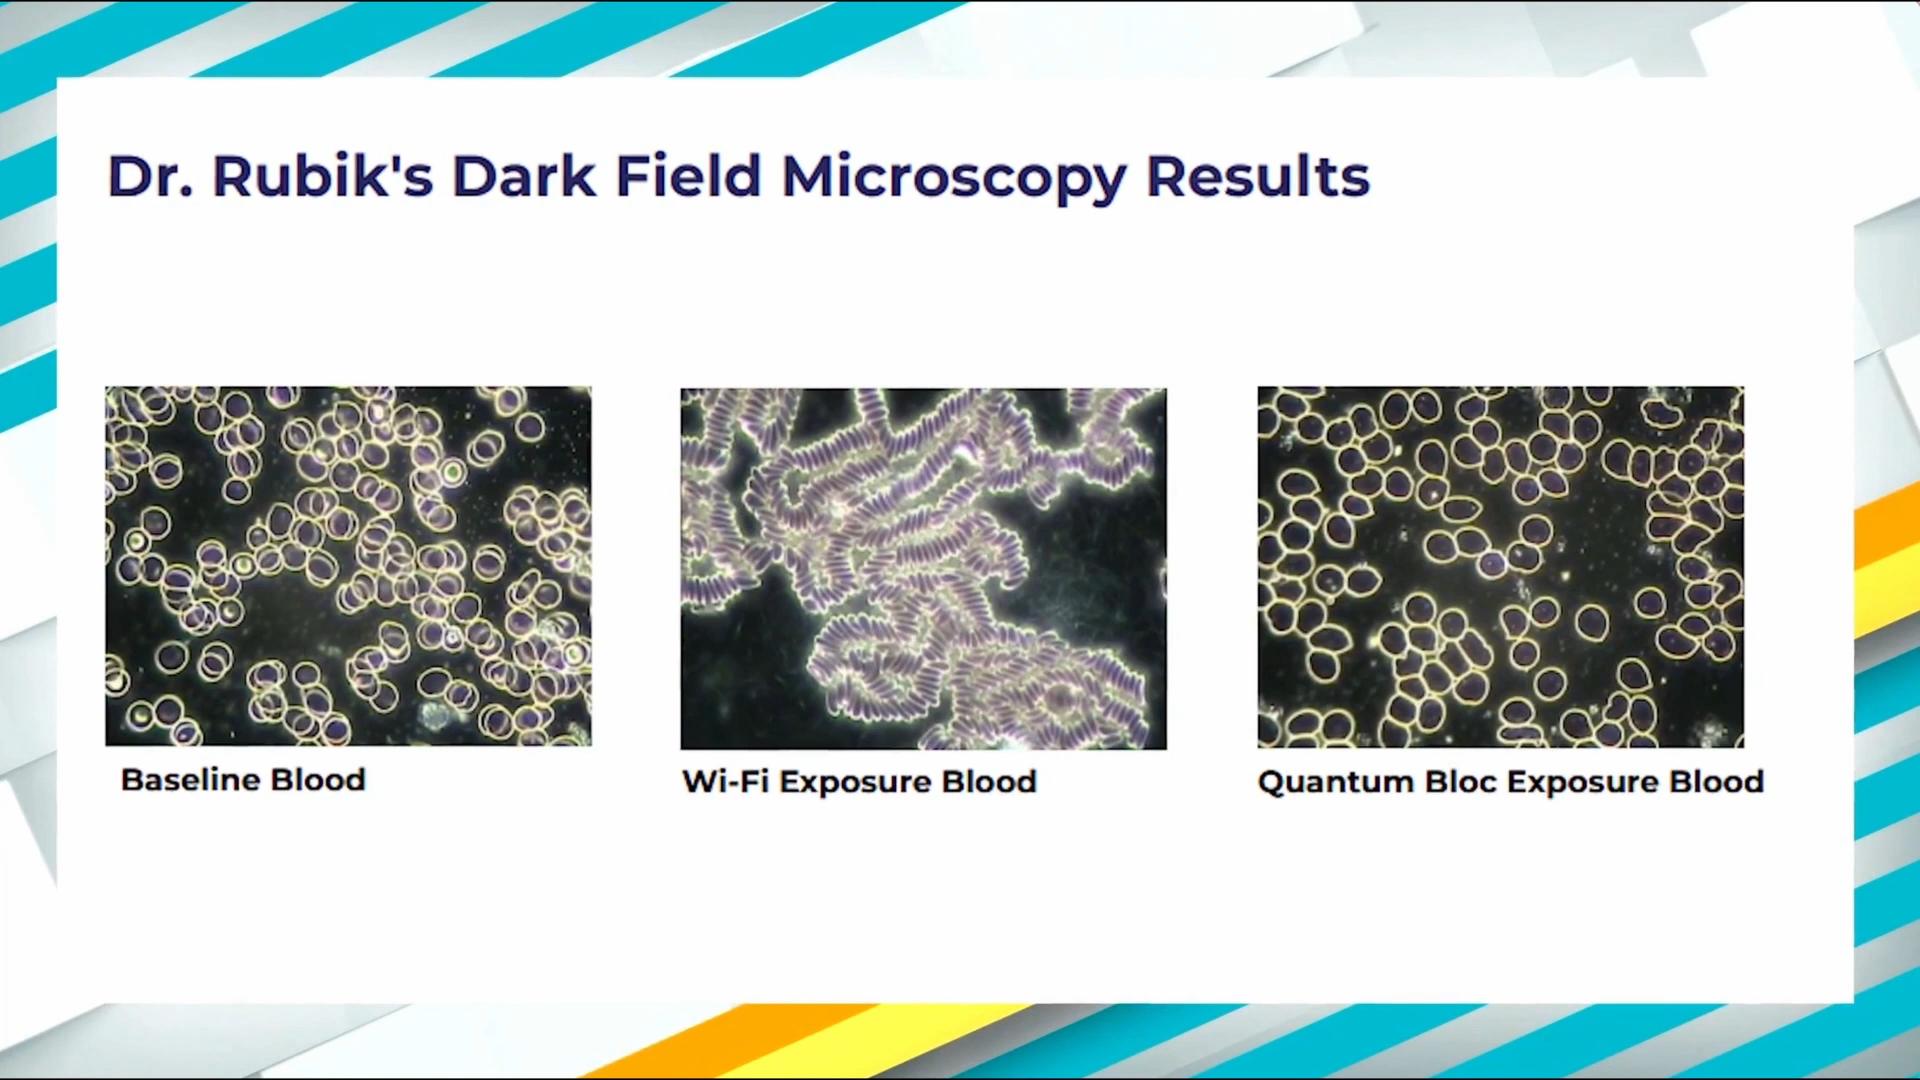 Dr. Rubik's Dark Field Microscopy Results
Baseline Blood
Wi-Fi Exposure Blood
Quantum Bloc Exposure Blood